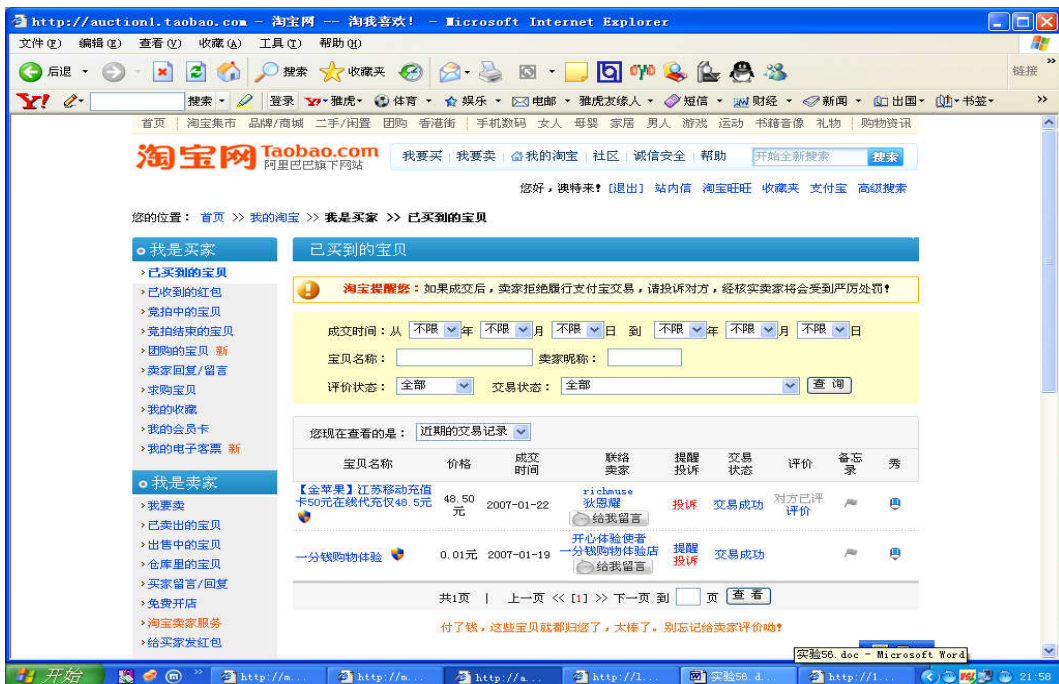 http://auction1.taobao.com - 淘宝网 -- 淘我喜欢! - Microsoft Internet Explorer
文件(F) 编辑(E) 查看(V) 收藏(A) 工具(T) 帮助(H)
后退 搜索 收藏夹 链接
Y! 搜索 登录 雅虎 体育 娱乐 电邮 雅虎友缘人 短信 财经 新闻 出国 书签
首页 | 淘宝集市 品牌/商城 二手/闲置 团购 香港街 | 手机数码 女人 母婴 家居 男人 游戏 运动 书籍音像 礼物 | 购物资讯
淘宝网 Taobao.com 阿里巴巴旗下网站
我要买 | 我要卖 | 我的淘宝 | 社区 | 诚信安全 | 帮助 开始全新搜索 搜索
您好,澳特来! [退出] 站内信 淘宝旺旺 收藏夹 支付宝 高级搜索
您的位置: 首页 >> 我的淘宝 >> 我是买家 >> 已买到的宝贝
我是买家
›已买到的宝贝
›已收到的红包
›竞拍中的宝贝
›竞拍结束的宝贝
›团购的宝贝 新
›卖家回复/留言
›求购宝贝
›我的收藏
›我的会员卡
›我的电子客票 新
我是卖家
›我要卖
›已卖出的宝贝
›出售中的宝贝
›仓库里的宝贝
›买家留言/回复
›免费开店
›淘宝卖家服务
›给买家发红包
已买到的宝贝
淘宝提醒您:如果成交后,卖家拒绝履行支付宝交易,请投诉对方,经核实卖家将会受到严厉处罚!
成交时间:从 不限 年 不限 月 不限 日 到 不限 年 不限 月 不限 日
宝贝名称: 卖家昵称:
评价状态: 全部 交易状态: 全部 查 询
您现在查看的是: 近期的交易记录
宝贝名称 价格 成交时间 联络卖家 提醒投诉 交易状态 评价 备忘录 秀
【金苹果】江苏移动充值卡50元在线代充仅48.5元 48.50元 2007-01-22 richmuse 狄恩耀 给我留言 投诉 交易成功 对方已评 评价
一分钱购物体验 0.01元 2007-01-19 开心体验使者 一分钱购物体验店 给我留言 提醒 投诉 交易成功
共1页 | 上一页 << [1] >> 下一页 到 页 查 看
付了钱,这些宝贝就都归您了,太棒了。别忘记给卖家评价呦!
实验56.doc - Microsoft Word
开始 http://m... http://m... http://a... http://l... 实验56.d... http://l... 21:58